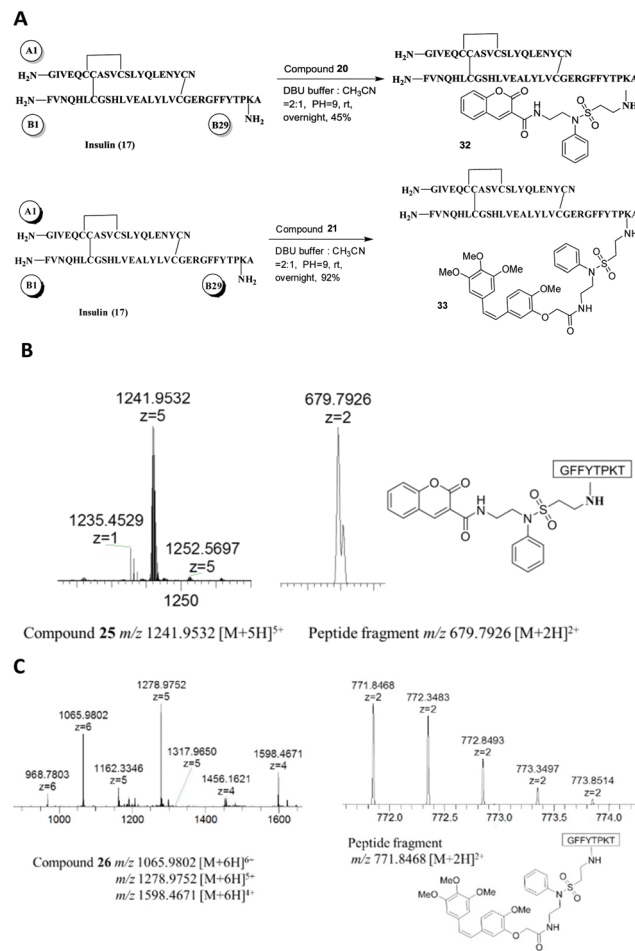 A
A1
H₂N—GIVEQCCASVCSLYQLENYCN
H₂N—FVNQHLCGSHLVEALYLVCGERGFFYTPKA
NH₂
B1
B29
Insulin (17)
Compound 20
DBU buffer : CH₃CN
=2:1, PH=9, rt,
overnight, 45%
H₂N—GIVEQCCASVCSLYQLENYCN
H₂N—FVNQHLCGSHLVEALYLVCGERGFFYTPKA
O
O
O
H
N
N
O
S
O
NH
32
A1
H₂N—GIVEQCCASVCSLYQLENYCN
H₂N—FVNQHLCGSHLVEALYLVCGERGFFYTPKA
NH₂
B1
B29
Insulin (17)
Compound 21
DBU buffer : CH₃CN
=2:1, PH=9, rt,
overnight, 92%
H₂N—GIVEQCCASVCSLYQLENYCN
H₂N—FVNQHLCGSHLVEALYLVCGERGFFYTPKA
NH
O
S
O
N
OMe
MeO
OMe
MeO
OMe
O
O
N
H
33
B
1241.9532
z=5
1235.4529
z=1
1252.5697
z=5
1250
679.7926
z=2
GFFYTPKT
O
O
O
H
N
N
O
S
O
NH
Compound 25 m/z 1241.9532 [M+5H]⁵⁺
Peptide fragment m/z 679.7926 [M+2H]²⁺
C
1278.9752
z=5
1065.9802
z=6
968.7803
z=6
1162.3346
z=5
1317.9650
z=5
1456.1621
z=4
1598.4671
z=4
1000 1200 1400 1600
Compound 26 m/z 1065.9802 [M+6H]⁶⁺
m/z 1278.9752 [M+6H]⁵⁺
m/z 1598.4671 [M+6H]⁴⁺
771.8468
z=2
772.3483
z=2
772.8493
z=2
773.3497
z=2
773.8514
z=2
772.0 772.5 773.0 773.5 774.0
Peptide fragment
m/z 771.8468 [M+2H]²⁺
GFFYTPKT
NH
O
S
O
N
OMe
MeO
OMe
MeO
OMe
O
O
N
H